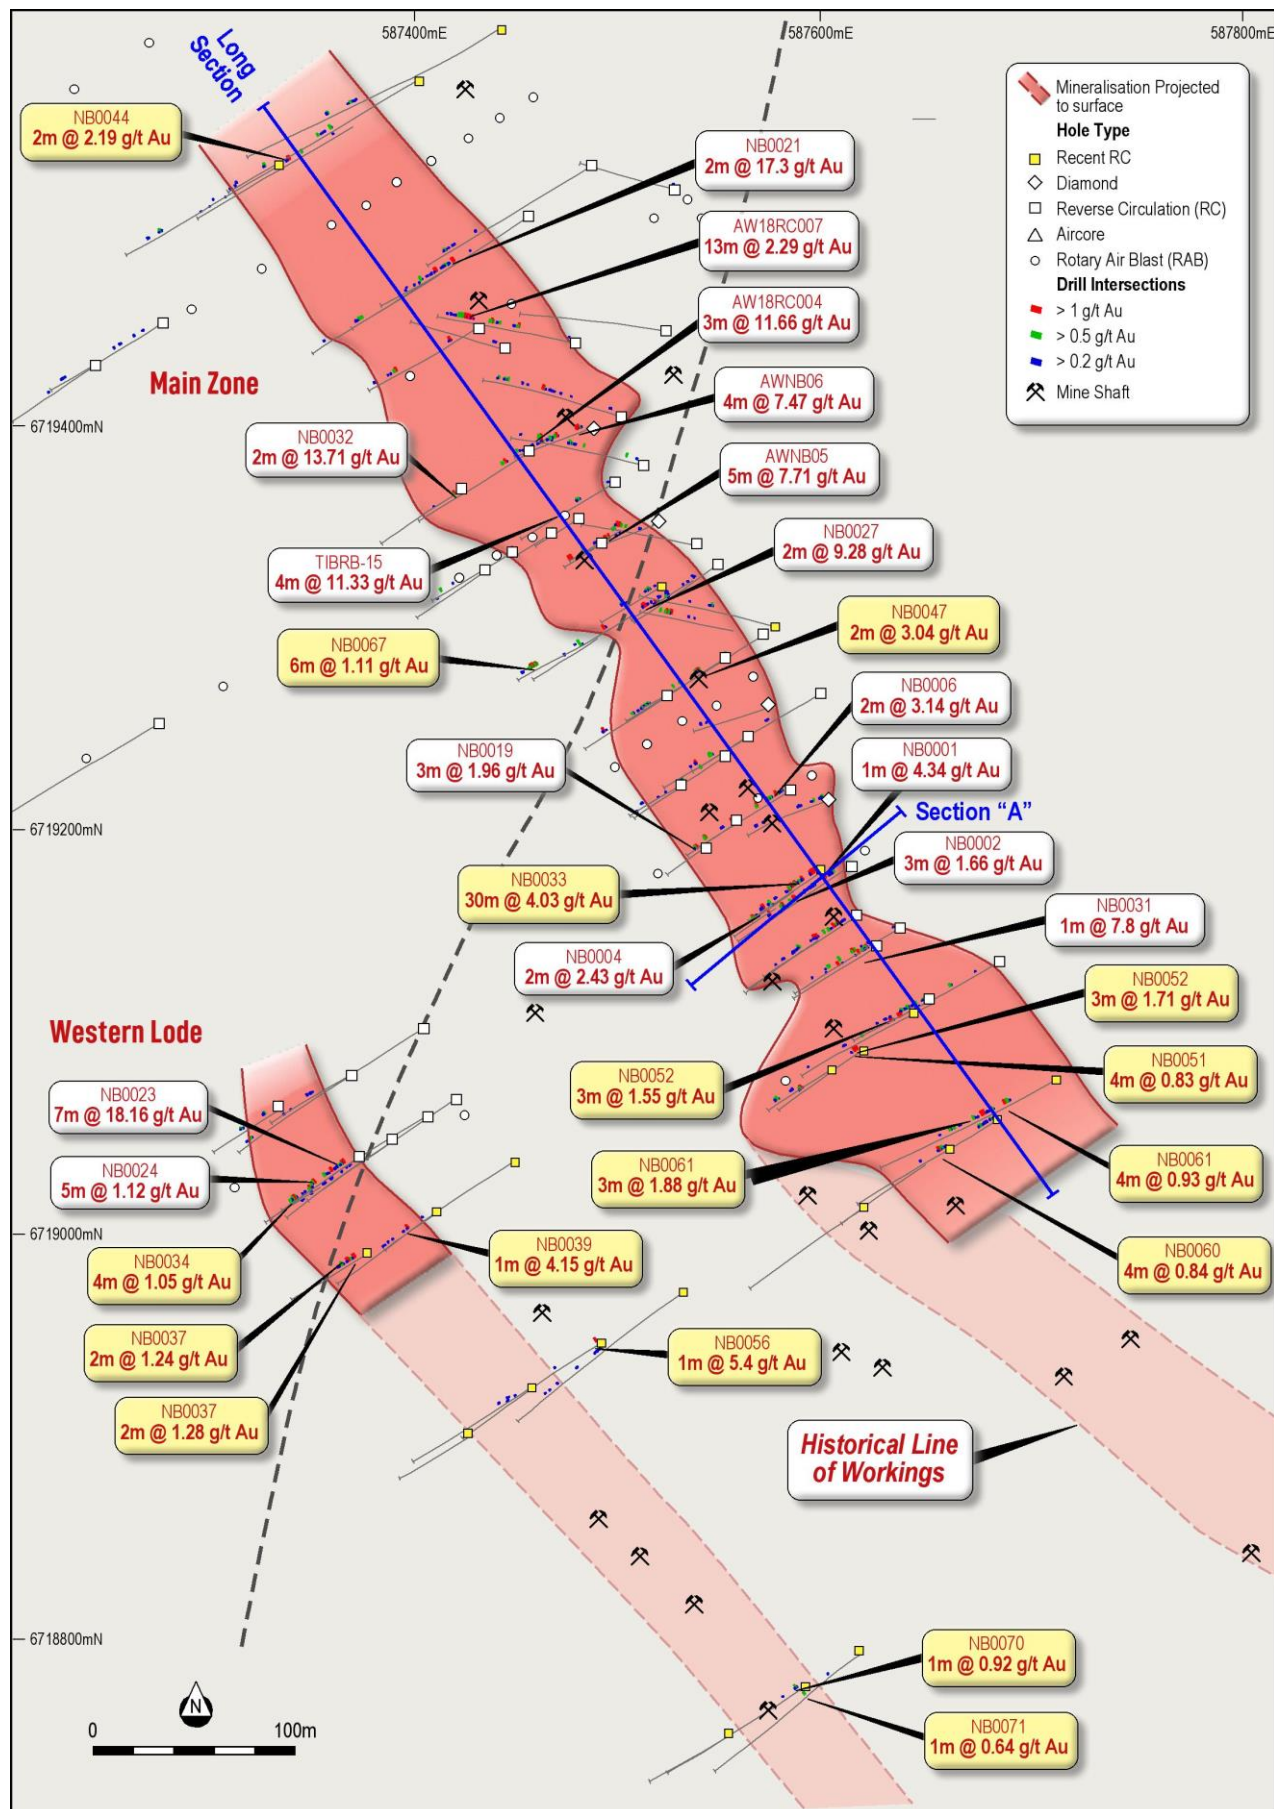 587400mE
587600mE
587800mE
Long
Section
Mineralisation Projected
to surface
Hole Type
Recent RC
Diamond
Reverse Circulation (RC)
Aircore
Rotary Air Blast (RAB)
Drill Intersections
> 1 g/t Au
> 0.5 g/t Au
> 0.2 g/t Au
Mine Shaft
NB0044
2m @ 2.19 g/t Au
NB0021
2m @ 17.3 g/t Au
AW18RC007
13m @ 2.29 g/t Au
AW18RC004
3m @ 11.66 g/t Au
Main Zone
AWNB06
4m @ 7.47 g/t Au
6719400mN
NB0032
2m @ 13.71 g/t Au
AWNB05
5m @ 7.71 g/t Au
NB0027
2m @ 9.28 g/t Au
TIBRB-15
4m @ 11.33 g/t Au
NB0047
2m @ 3.04 g/t Au
NB0067
6m @ 1.11 g/t Au
NB0006
2m @ 3.14 g/t Au
NB0019
3m @ 1.96 g/t Au
NB0001
1m @ 4.34 g/t Au
Section “A”
6719200mN
NB0002
3m @ 1.66 g/t Au
NB0033
30m @ 4.03 g/t Au
NB0031
1m @ 7.8 g/t Au
NB0004
2m @ 2.43 g/t Au
NB0052
3m @ 1.71 g/t Au
Western Lode
NB0051
4m @ 0.83 g/t Au
NB0052
3m @ 1.55 g/t Au
NB0023
7m @ 18.16 g/t Au
NB0061
4m @ 0.93 g/t Au
NB0061
3m @ 1.88 g/t Au
NB0024
5m @ 1.12 g/t Au
6719000mN
NB0034
4m @ 1.05 g/t Au
NB0039
1m @ 4.15 g/t Au
NB0060
4m @ 0.84 g/t Au
NB0037
2m @ 1.24 g/t Au
NB0056
1m @ 5.4 g/t Au
NB0037
2m @ 1.28 g/t Au
Historical Line
of Workings
6718800mN
NB0070
1m @ 0.92 g/t Au
N
0
100m
NB0071
1m @ 0.64 g/t Au